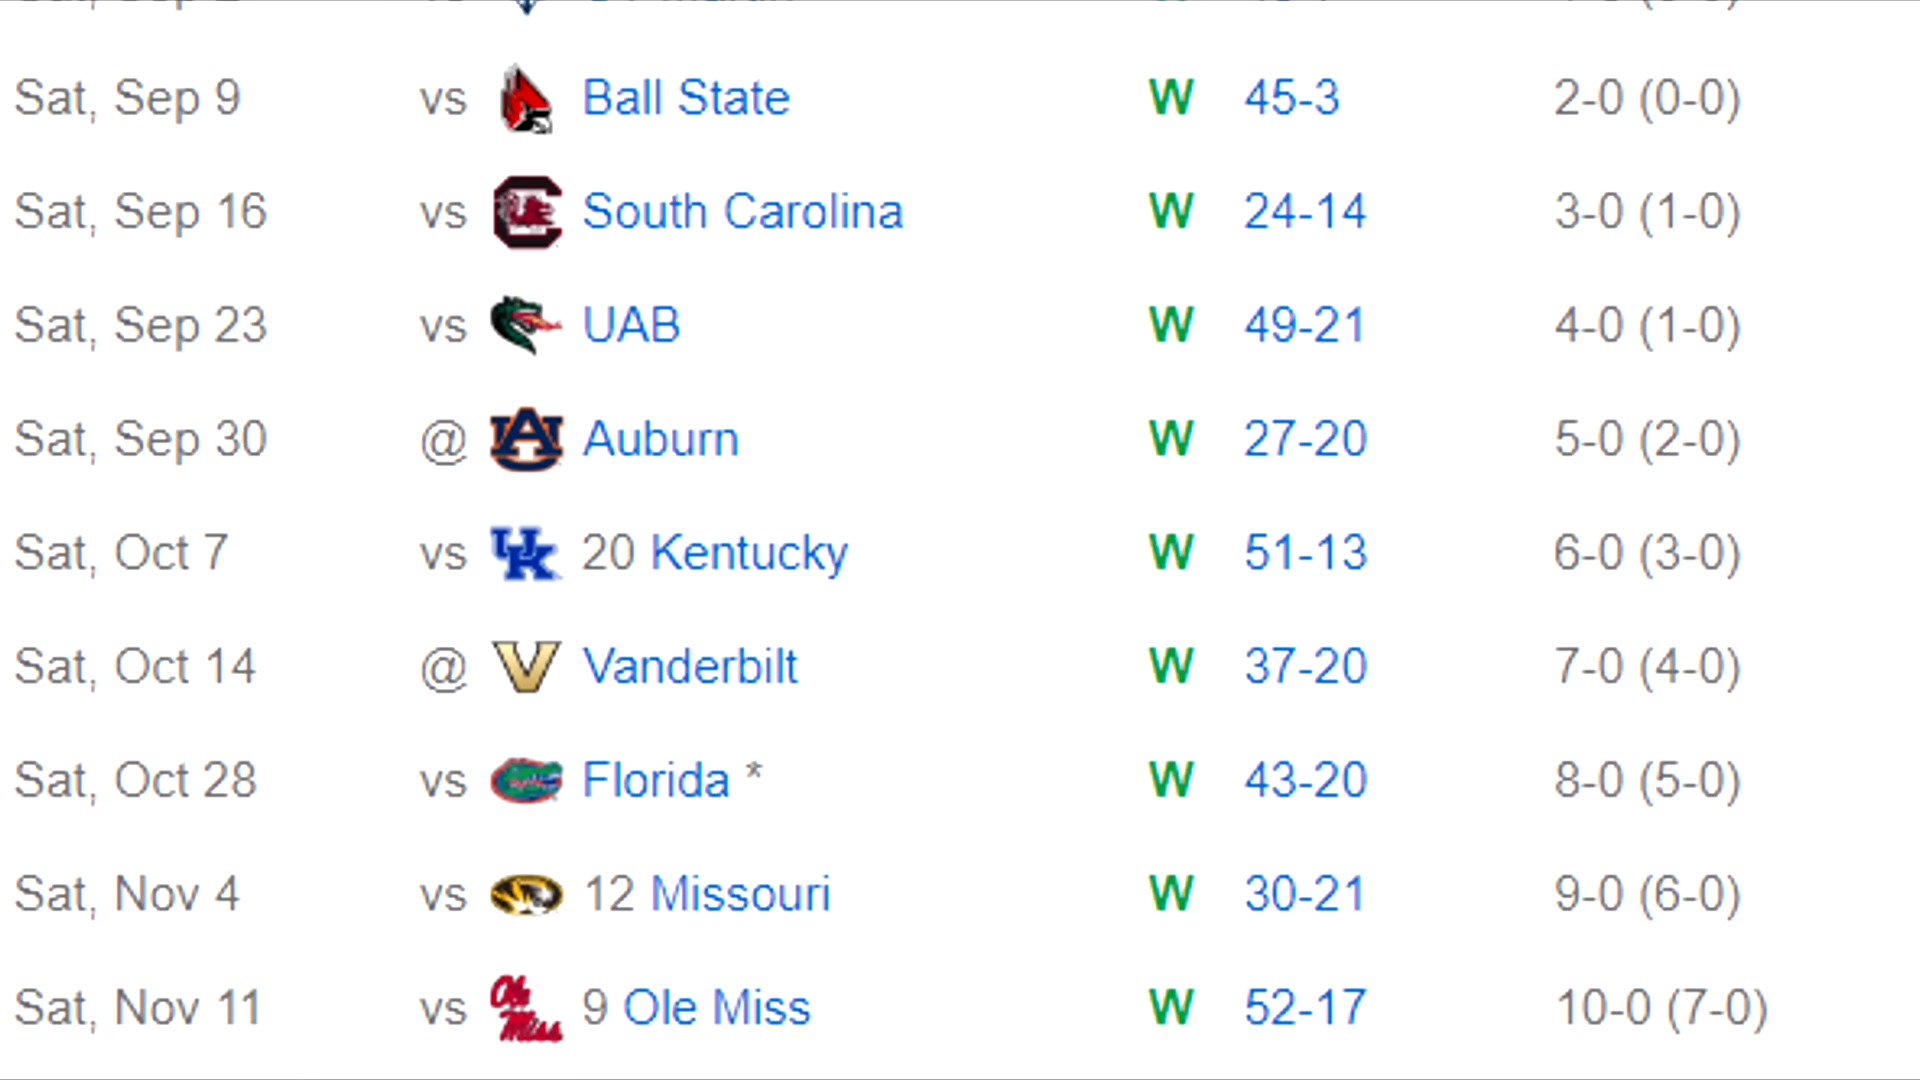 Sat, Sep 9 vs Ball State W 45-3 2-0 (0-0)
Sat, Sep 16 vs South Carolina W 24-14 3-0 (1-0)
Sat, Sep 23 vs UAB W 49-21 4-0 (1-0)
Sat, Sep 30 @ Auburn W 27-20 5-0 (2-0)
Sat, Oct 7 vs UK 20 Kentucky W 51-13 6-0 (3-0)
Sat, Oct 14 @ V Vanderbilt W 37-20 7-0 (4-0)
Sat, Oct 28 vs Florida * W 43-20 8-0 (5-0)
Sat, Nov 4 vs 12 Missouri W 30-21 9-0 (6-0)
Sat, Nov 11 vs Ole Miss 9 Ole Miss W 52-17 10-0 (7-0)